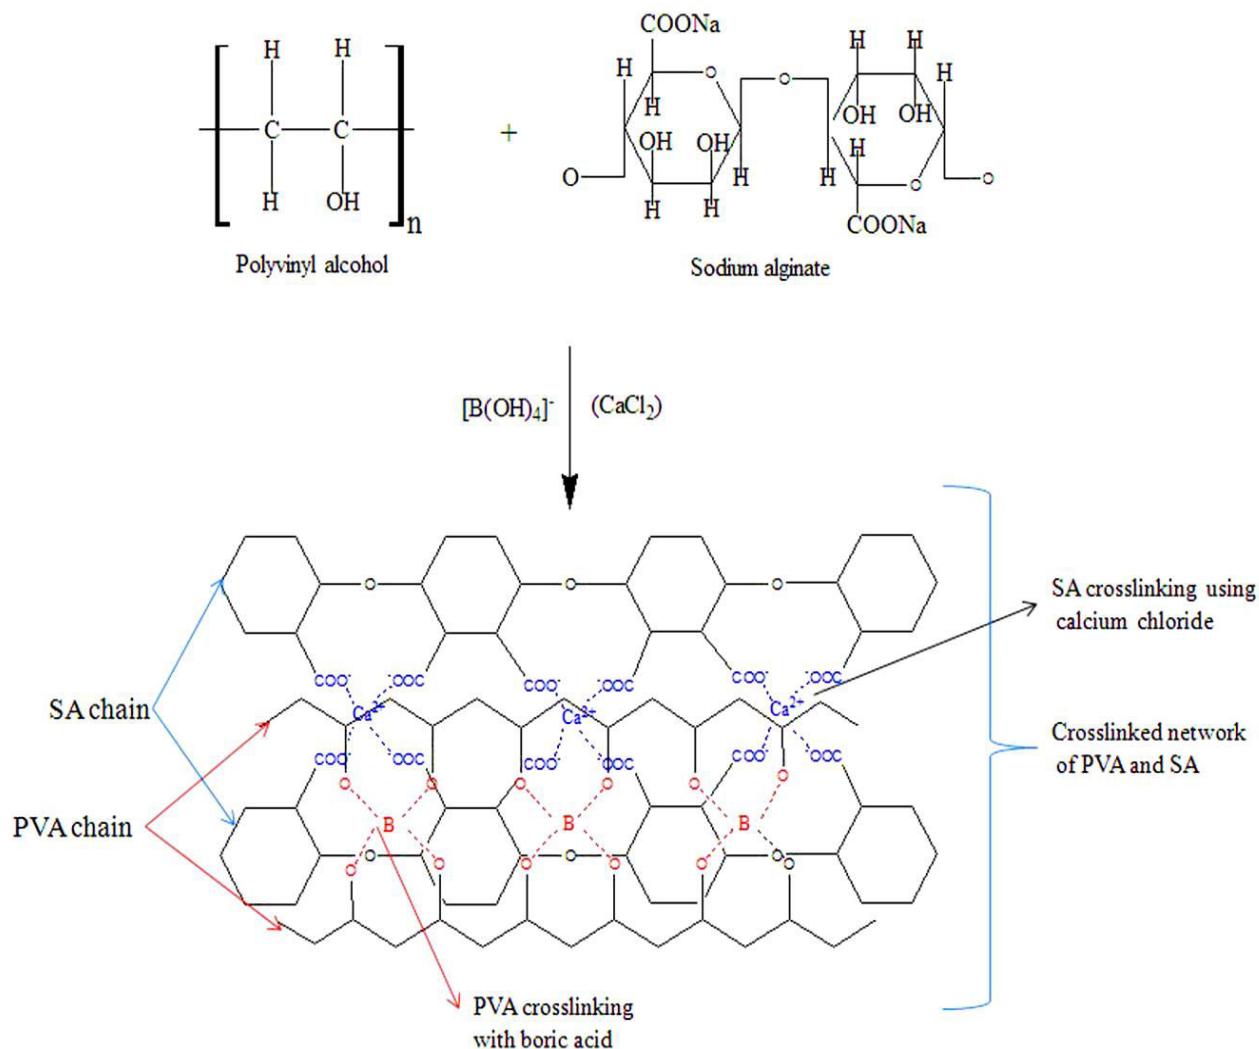 COONa
H H
H O O H H H
C C
H
OH OH
OH OH
H
+
O H H O O
H OH n
H H
COONa
Polyvinyl alcohol
Sodium alginate
[B(OH)4]- (CaCl2)
O O O
SA crosslinking using
calcium chloride
COO- -OOC COO- -OOC COO- -OOC
SA chain
Ca2+ Ca2+ Ca2+
Crosslinked network
of PVA and SA
COO- -OOC COO- -OOC COO- -OOC
O O O O O O
PVA chain
B B B
O O O
O O O O O O
PVA crosslinking
with boric acid